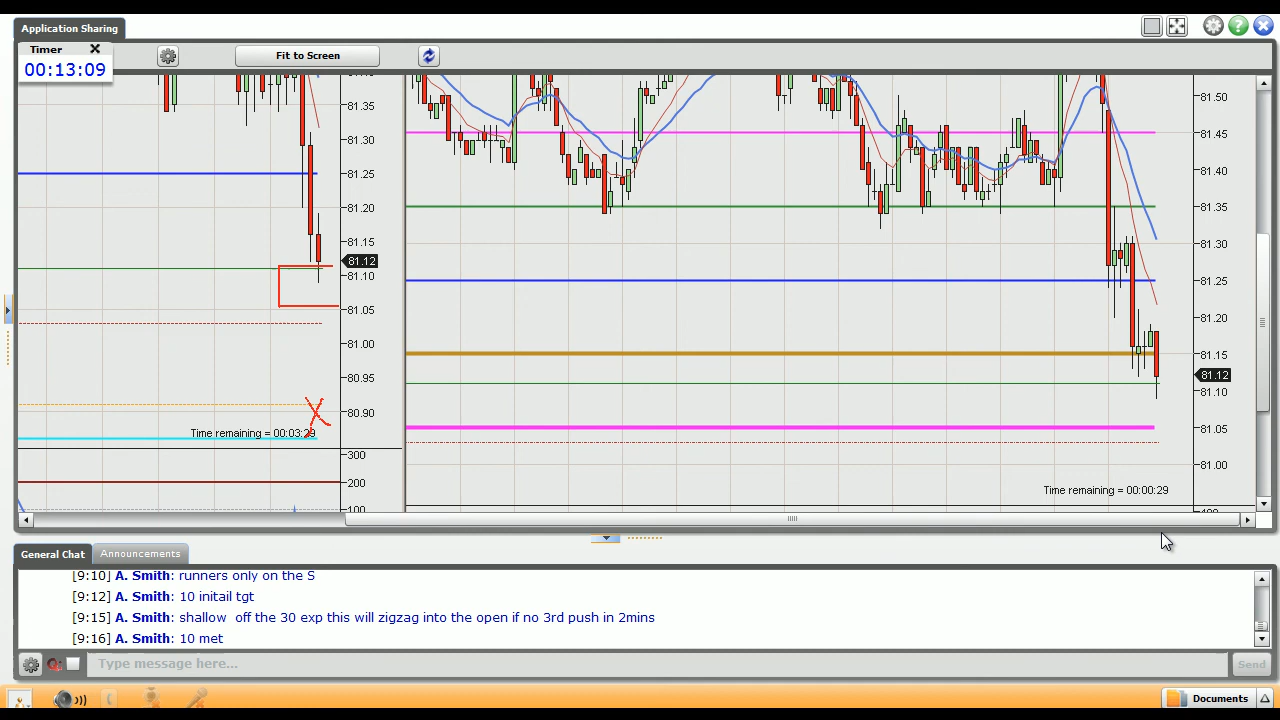 Application Sharing
Timer
00:13:09
Fit to Screen
81.35
81.30
81.25
81.20
81.15
81.12
81.10
81.05
81.00
80.95
80.90
Time remaining = 00:03:29
300
200
100
81.50
81.45
81.40
81.35
81.30
81.25
81.20
81.15
81.12
81.10
81.05
81.00
Time remaining = 00:00:29
General Chat
Announcements
[9:10] A. Smith: runners only on the S
[9:12] A. Smith: 10 initail tgt
[9:15] A. Smith: shallow off the 30 exp this will zigzag into the open if no 3rd push in 2mins
[9:16] A. Smith: 10 met
Type message here...
Send
Documents